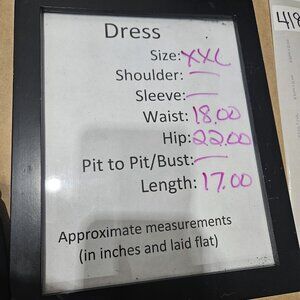 Dress
Size: XXL
Shoulder: —
Sleeve: —
Waist: 18.00
Hip: 22.00
Pit to Pit/Bust: —
Length: 17.00
Approximate measurements
(in inches and laid flat)
418